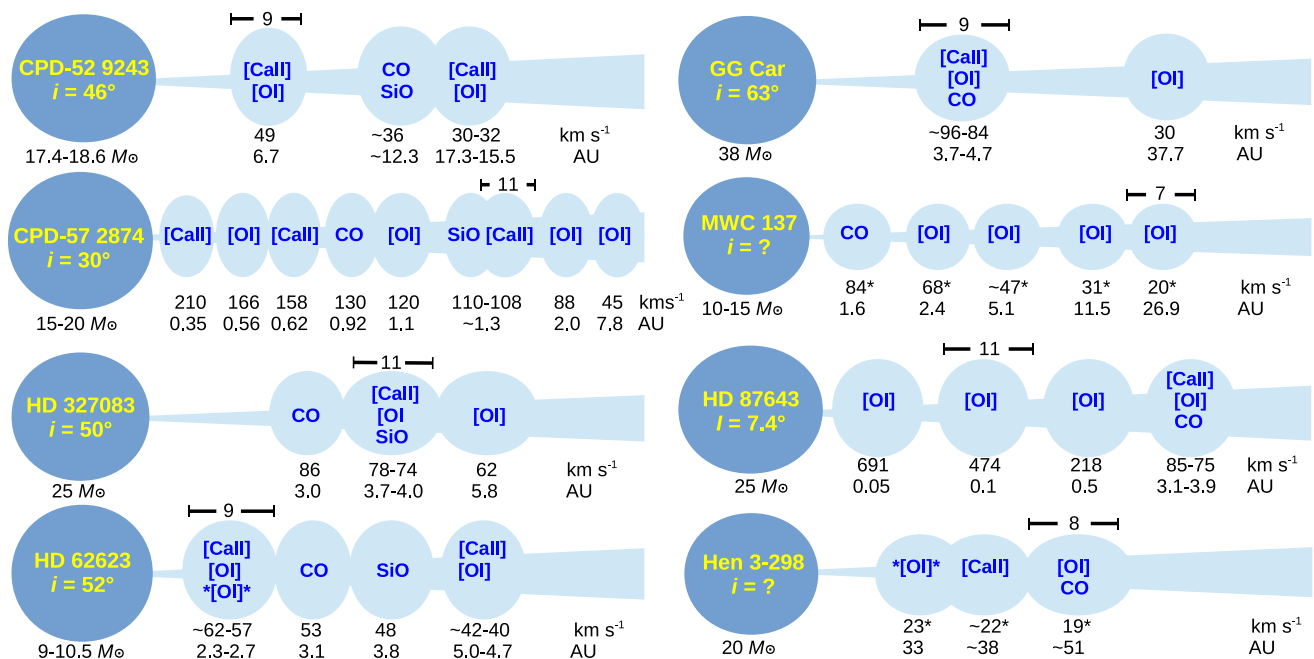 9
CPD-52 9243
i = 46°
[CaII]
[OI]
CO
SiO
[CaII]
[OI]
49 ~36 30-32 km s-1
17.4-18.6 M⊙ 6.7 ~12.3 17.3-15.5 AU
9
GG Car
i = 63°
[CaII]
[OI]
CO
[OI]
~96-84 30 km s-1
38 M⊙ 3.7-4.7 37.7 AU
11
CPD-57 2874
i = 30°
[CaII] [OI] [CaII] CO [OI] SiO [CaII] [OI] [OI]
210 166 158 130 120 110-108 88 45 kms-1
15-20 M⊙ 0.35 0.56 0.62 0.92 1.1 ~1.3 2.0 7.8 AU
7
MWC 137
i = ?
CO [OI] [OI] [OI] [OI]
84* 68* ~47* 31* 20* km s-1
10-15 M⊙ 1.6 2.4 5.1 11.5 26.9 AU
11
HD 327083
i = 50°
CO
[CaII]
[OI
SiO
[OI]
86 78-74 62 km s-1
25 M⊙ 3.0 3.7-4.0 5.8 AU
11
HD 87643
I = 7.4°
[OI] [OI] [OI]
[CaII]
[OI]
CO
691 474 218 85-75 km s-1
25 M⊙ 0.05 0.1 0.5 3.1-3.9 AU
9
HD 62623
i = 52°
[CaII]
[OI]
*[OI]*
CO SiO
[CaII]
[OI]
~62-57 53 48 ~42-40 km s-1
9-10.5 M⊙ 2.3-2.7 3.1 3.8 5.0-4.7 AU
8
Hen 3-298
i = ?
*[OI]* [CaII]
[OI]
CO
23* ~22* 19* km s-1
20 M⊙ 33 ~38 ~51 AU